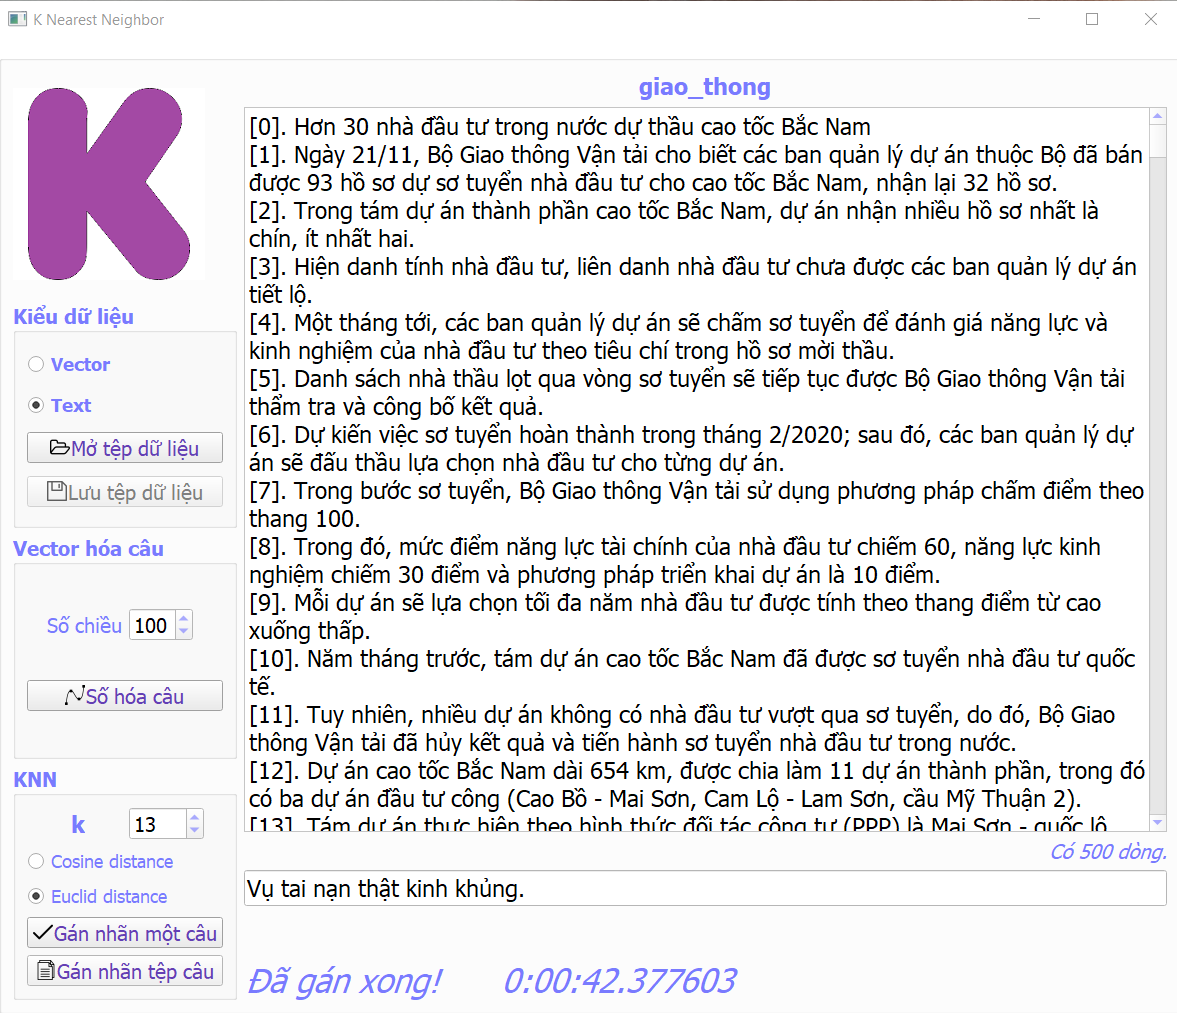 K Nearest Neighbor
K
Kiểu dữ liệu
Vector
Text
Mở tệp dữ liệu
Lưu tệp dữ liệu
Vector hóa câu
Số chiều 100
Số hóa câu
KNN
k 13
Cosine distance
Euclid distance
Gán nhãn một câu
Gán nhãn tệp câu
giao_thong
[0]. Hơn 30 nhà đầu tư trong nước dự thầu cao tốc Bắc Nam
[1]. Ngày 21/11, Bộ Giao thông Vận tải cho biết các ban quản lý dự án thuộc Bộ đã bán
được 93 hồ sơ dự sơ tuyển nhà đầu tư cho cao tốc Bắc Nam, nhận lại 32 hồ sơ.
[2]. Trong tám dự án thành phần cao tốc Bắc Nam, dự án nhận nhiều hồ sơ nhất là
chín, ít nhất hai.
[3]. Hiện danh tính nhà đầu tư, liên danh nhà đầu tư chưa được các ban quản lý dự án
tiết lộ.
[4]. Một tháng tới, các ban quản lý dự án sẽ chấm sơ tuyển để đánh giá năng lực và
kinh nghiệm của nhà đầu tư theo tiêu chí trong hồ sơ mời thầu.
[5]. Danh sách nhà thầu lọt qua vòng sơ tuyển sẽ tiếp tục được Bộ Giao thông Vận tải
thẩm tra và công bố kết quả.
[6]. Dự kiến việc sơ tuyển hoàn thành trong tháng 2/2020; sau đó, các ban quản lý dự
án sẽ đấu thầu lựa chọn nhà đầu tư cho từng dự án.
[7]. Trong bước sơ tuyển, Bộ Giao thông Vận tải sử dụng phương pháp chấm điểm theo
thang 100.
[8]. Trong đó, mức điểm năng lực tài chính của nhà đầu tư chiếm 60, năng lực kinh
nghiệm chiếm 30 điểm và phương pháp triển khai dự án là 10 điểm.
[9]. Mỗi dự án sẽ lựa chọn tối đa năm nhà đầu tư được tính theo thang điểm từ cao
xuống thấp.
[10]. Năm tháng trước, tám dự án cao tốc Bắc Nam đã được sơ tuyển nhà đầu tư quốc
tế.
[11]. Tuy nhiên, nhiều dự án không có nhà đầu tư vượt qua sơ tuyển, do đó, Bộ Giao
thông Vận tải đã hủy kết quả và tiến hành sơ tuyển nhà đầu tư trong nước.
[12]. Dự án cao tốc Bắc Nam dài 654 km, được chia làm 11 dự án thành phần, trong đó
có ba dự án đầu tư công (Cao Bồ - Mai Sơn, Cam Lộ - Lam Sơn, cầu Mỹ Thuận 2).
[13]. Tám dự án thực hiện theo hình thức đối tác công tư (PPP) là Mai Sơn - quốc lộ
Có 500 dòng.
Vụ tai nạn thật kinh khủng.
Đã gán xong! 0:00:42.377603